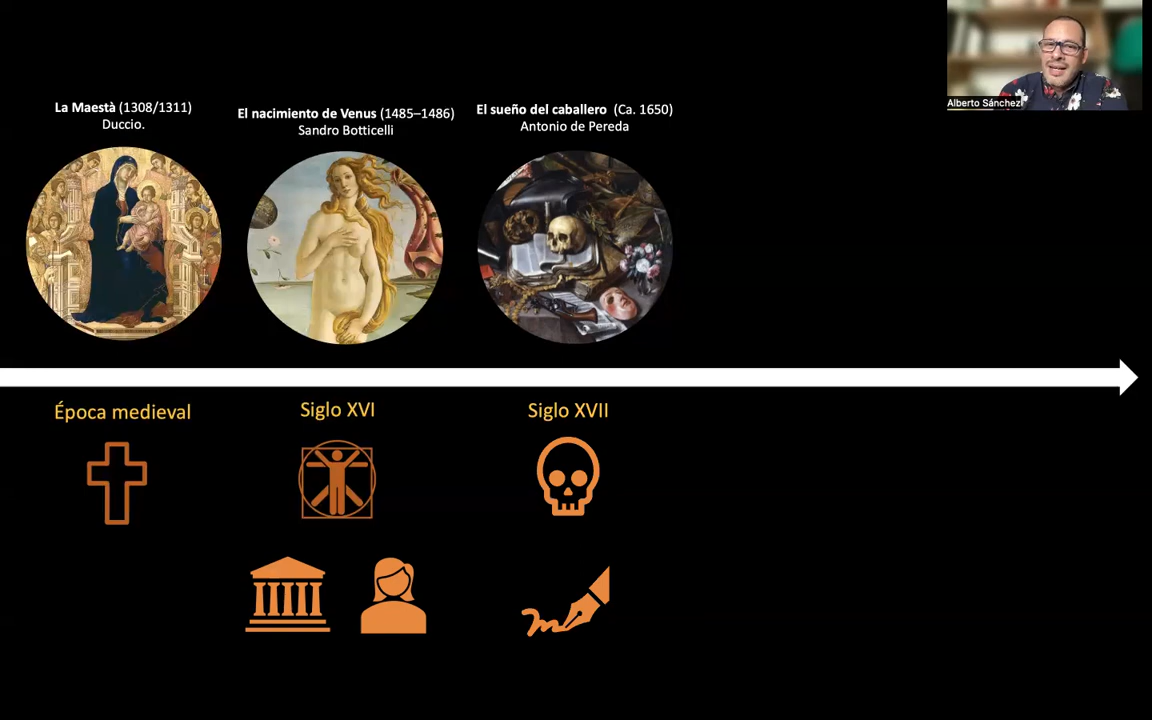 Alberto Sánchez
La Maestà (1308/1311)
Duccio.
El nacimiento de Venus (1485–1486)
Sandro Botticelli
El sueño del caballero (Ca. 1650)
Antonio de Pereda
Época medieval
Siglo XVI
Siglo XVII